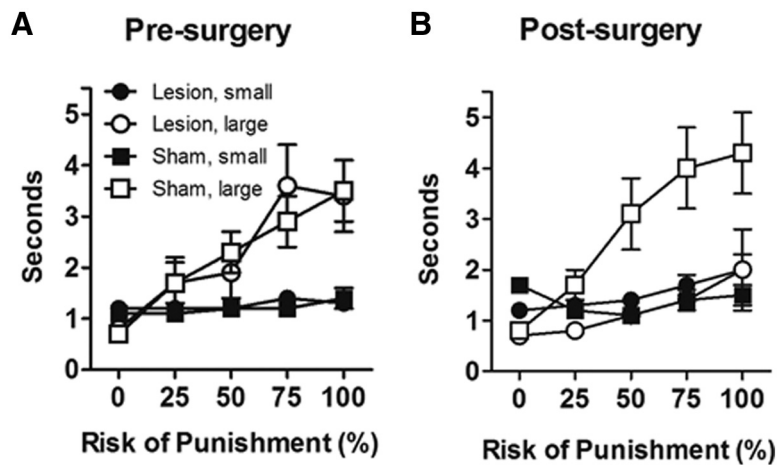 A
Pre-surgery
Seconds
5
4
3
2
1
0
Lesion, small
Lesion, large
Sham, small
Sham, large
0 25 50 75 100
Risk of Punishment (%)
B
Post-surgery
Seconds
5
4
3
2
1
0
0 25 50 75 100
Risk of Punishment (%)